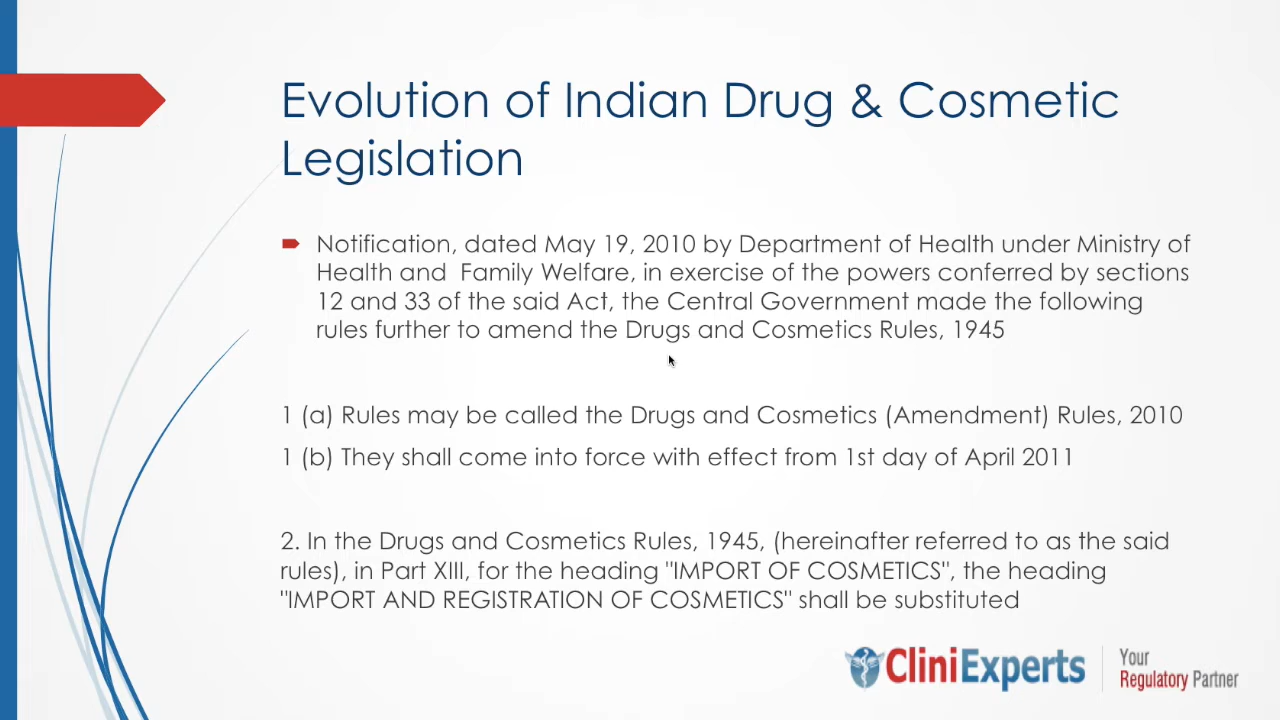 Evolution of Indian Drug & Cosmetic
Legislation
Notification, dated May 19, 2010 by Department of Health under Ministry of
Health and Family Welfare, in exercise of the powers conferred by sections
12 and 33 of the said Act, the Central Government made the following
rules further to amend the Drugs and Cosmetics Rules, 1945
1 (a) Rules may be called the Drugs and Cosmetics (Amendment) Rules, 2010
1 (b) They shall come into force with effect from 1st day of April 2011
2. In the Drugs and Cosmetics Rules, 1945, (hereinafter referred to as the said
rules), in Part XIII, for the heading "IMPORT OF COSMETICS", the heading
"IMPORT AND REGISTRATION OF COSMETICS" shall be substituted
CliniExperts
Your
Regulatory Partner